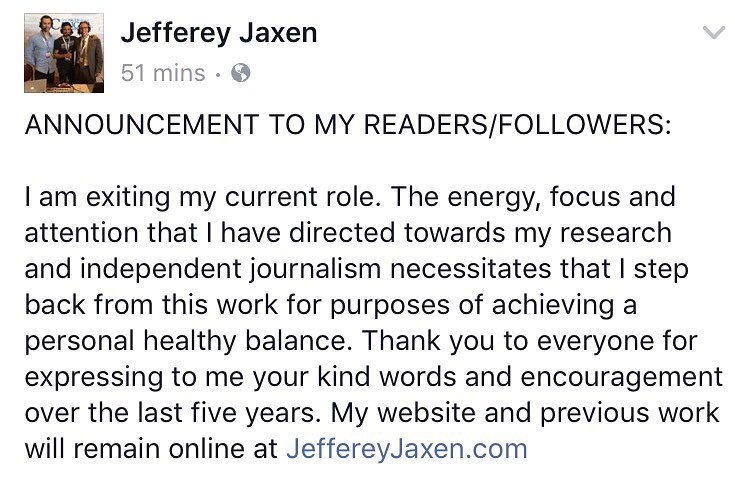 Jefferey Jaxen
51 mins ·
ANNOUNCEMENT TO MY READERS/FOLLOWERS:
I am exiting my current role. The energy, focus and
attention that I have directed towards my research
and independent journalism necessitates that I step
back from this work for purposes of achieving a
personal healthy balance. Thank you to everyone for
expressing to me your kind words and encouragement
over the last five years. My website and previous work
will remain online at JeffereyJaxen.com